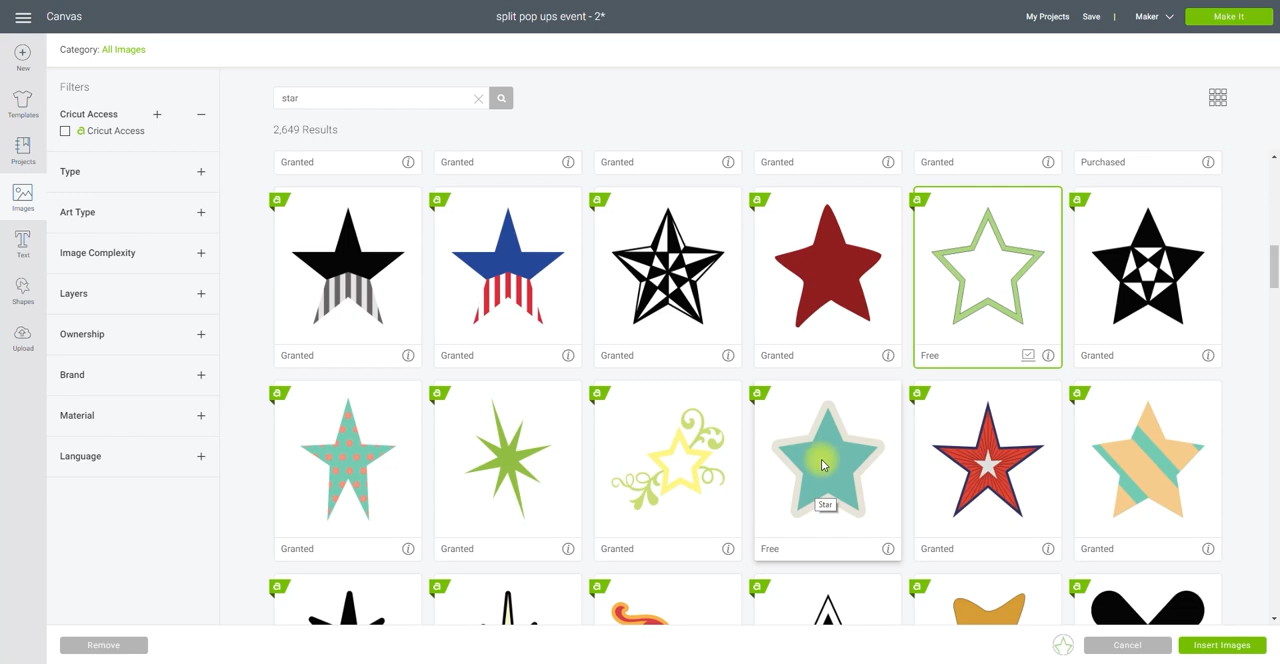 Canvas
split pop ups event - 2*
My Projects Save | Maker Make It
Category: All Images
New
Templates
Projects
Images
Text
Shapes
Upload
Filters
Cricut Access
Cricut Access
Type
Art Type
Image Complexity
Layers
Ownership
Brand
Material
Language
star
2,649 Results
Granted Granted Granted Granted Granted Purchased
Granted Granted Granted Granted Free Granted
Star
Granted Granted Granted Free Granted Granted
Remove
Cancel Insert Images